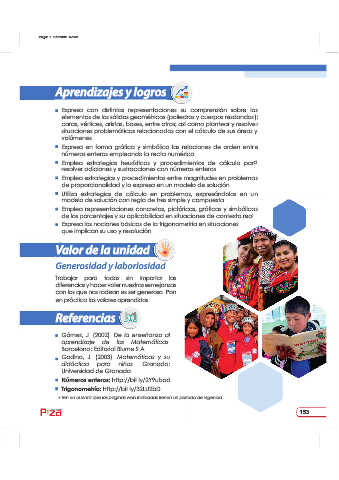 Aprendizajes y logros
Expresa con distintas representaciones su comprensión sobre los
elementos de los sólidos geométricos (poliedros y cuerpos redondos);
caras, vértices, aristas, bases, entre otros; así como plantear y resolver
situaciones problemáticas relacionadas con el cálculo de sus áreas y
volúmenes
Expresa en forma gráfica y simbólica las relaciones de orden entre
números enteros empleando la recta numérica
Emplea estrategias heurísticas y procedimientos de cálculo para
resolver adiciones y sustracciones con números enteros
Emplea estrategias y procedimientos entre magnitudes en problemas
de proporcionalidad y lo expresa en un modelo de solución
Utiliza estrategias de cálculo en problemas, expresándolos en un
modelo de solución con regla de tres simple y compuesta
Emplea representaciones concretas, pictóricas, gráficas y simbólicas
de los porcentajes y su aplicabilidad en situaciones de contexto real
Expresa las nociones básicas de la trigonometría en situaciones
que implican su uso y resolución
Valor de la unidad
Generosidad y laboriosidad
Trabajar para todos sin importar las
diferencias y hacer valer nuestras semejanzas
con los que nos rodean es ser generoso. Pon
en práctica los valores aprendidos
Referencias
Gómez, J. (2002) De la enseñanza al
aprendizaje de las Matemáticas.
Barcelona: Editorial Blume S.A
Godino, J. (2003) Matemáticas y su
didáctica para niños Granada:
Universidad de Granada
Números enteros: http://bit.ly/2Y9ubad
Trigonometría:
153